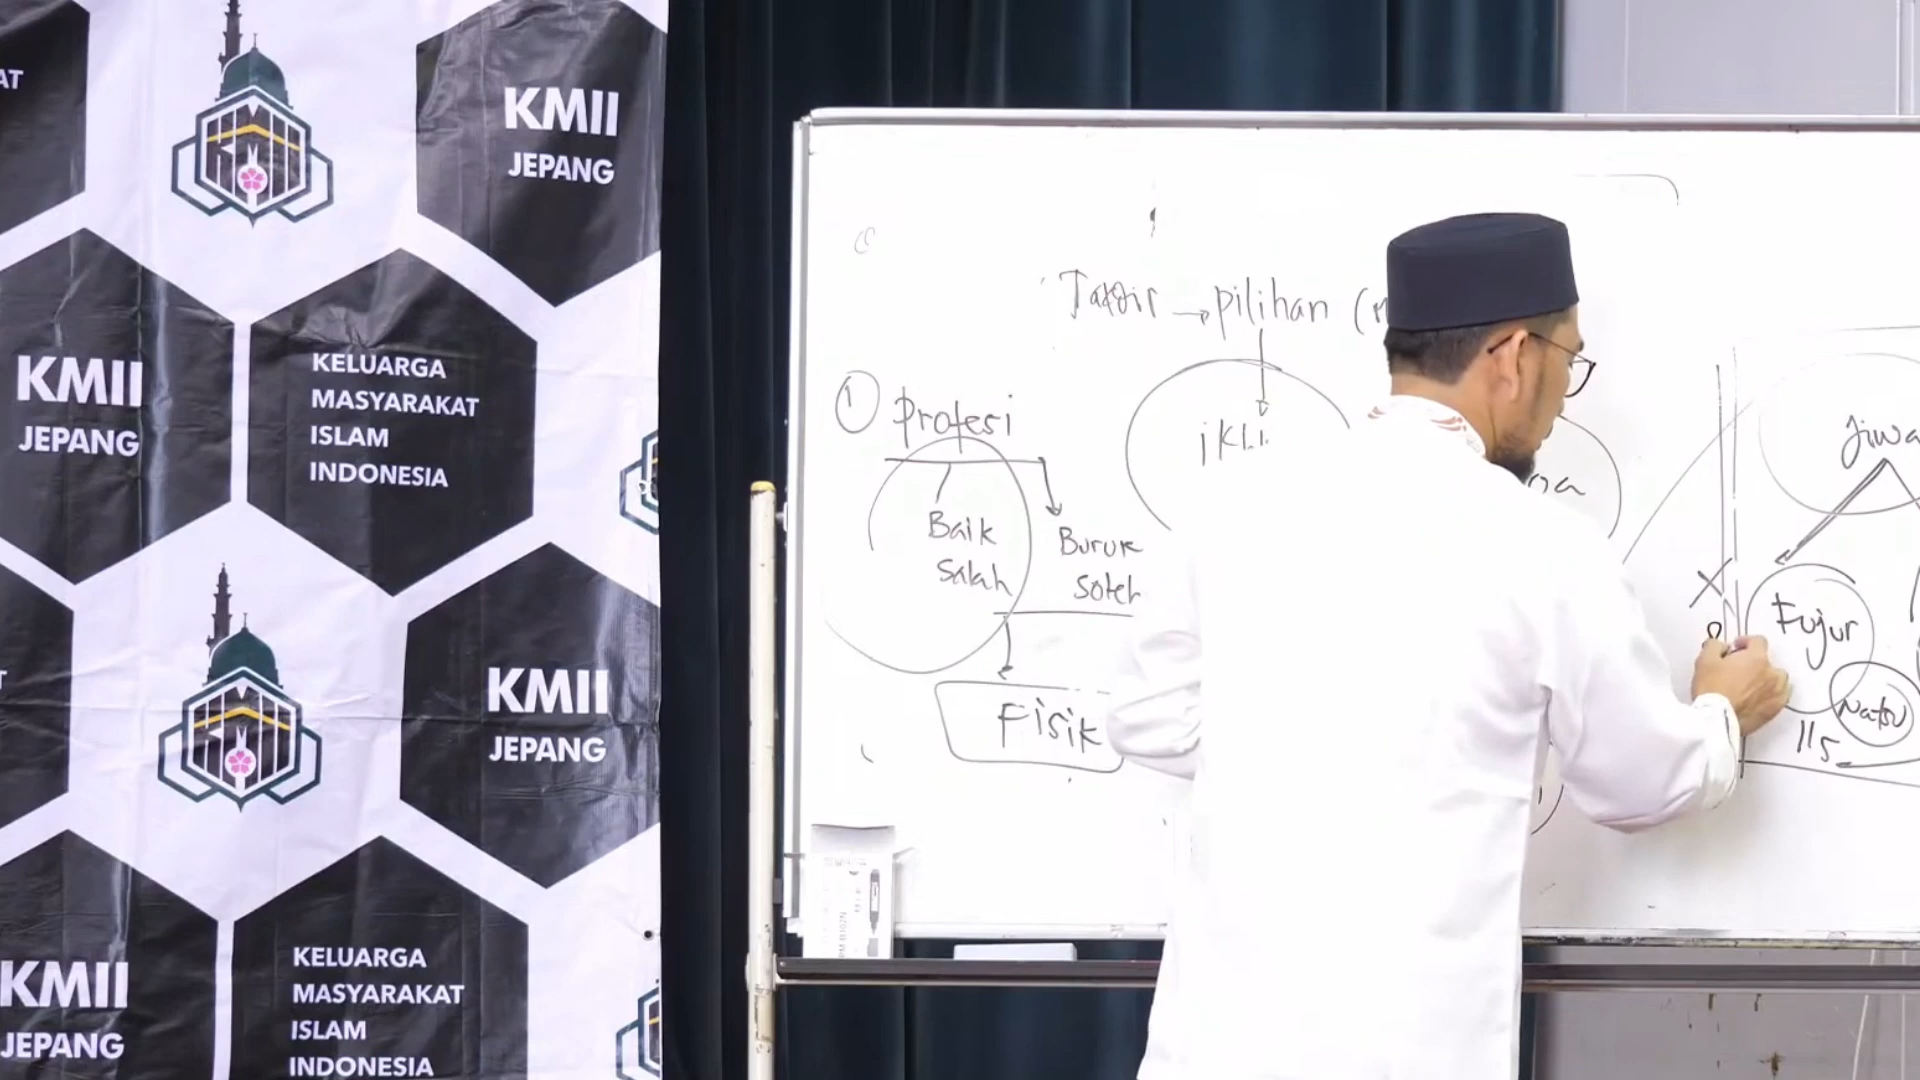 KMII
JEPANG
KMII
JEPANG
KELUARGA
MASYARAKAT
ISLAM
INDONESIA
KMII
JEPANG
KMII
JEPANG
KELUARGA
MASYARAKAT
ISLAM
INDONESIA
Takdir → pilihan (
1 Profesi
Baik
Salah
Buruk
Soleh
Fisik
Jiwa
Fujur
Nafsu